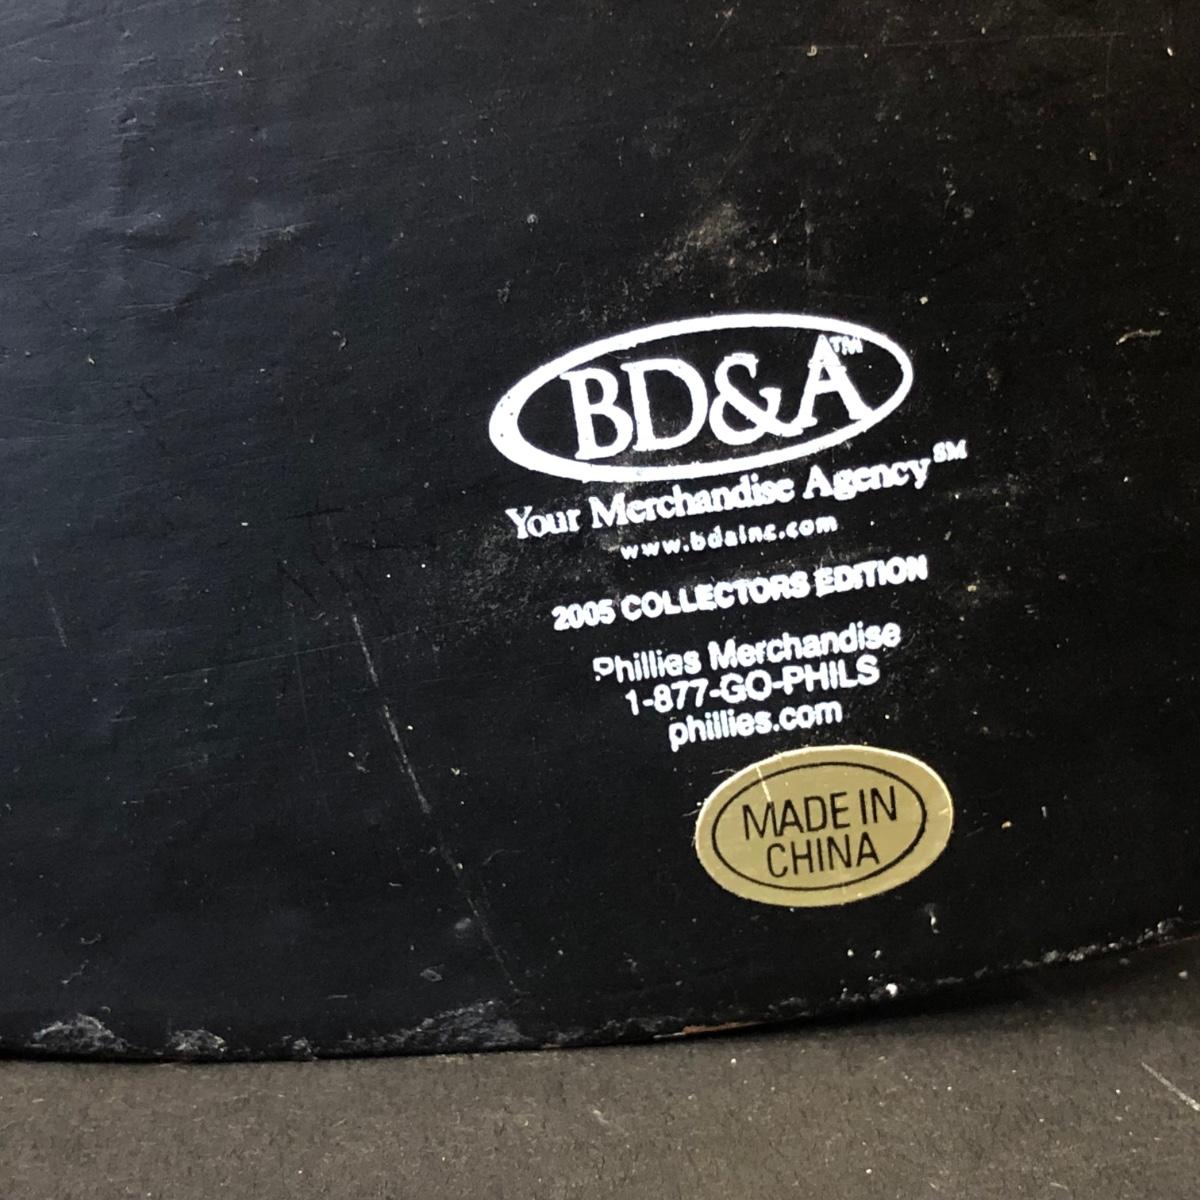 BD&A™
Your Merchandise Agency℠
www.bdainc.com
2005 COLLECTORS EDITION
Phillies Merchandise
1-877-GO-PHILS
phillies.com
MADE IN
CHINA